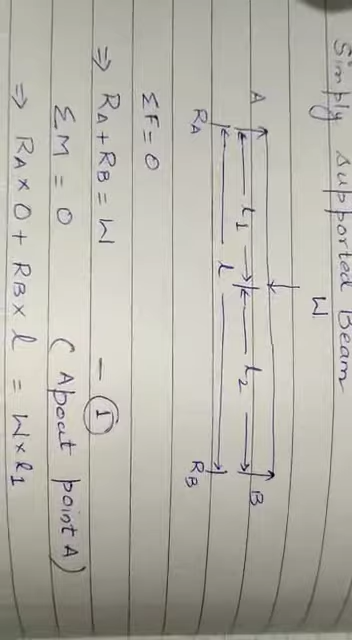 Simply Supported Beam
W
A B
l1 l2
RA l RB
ΣF = 0
⇒ RA + RB = W — (1)
ΣM = 0 (About point A)
⇒ RA × 0 + RB × l = W × l1